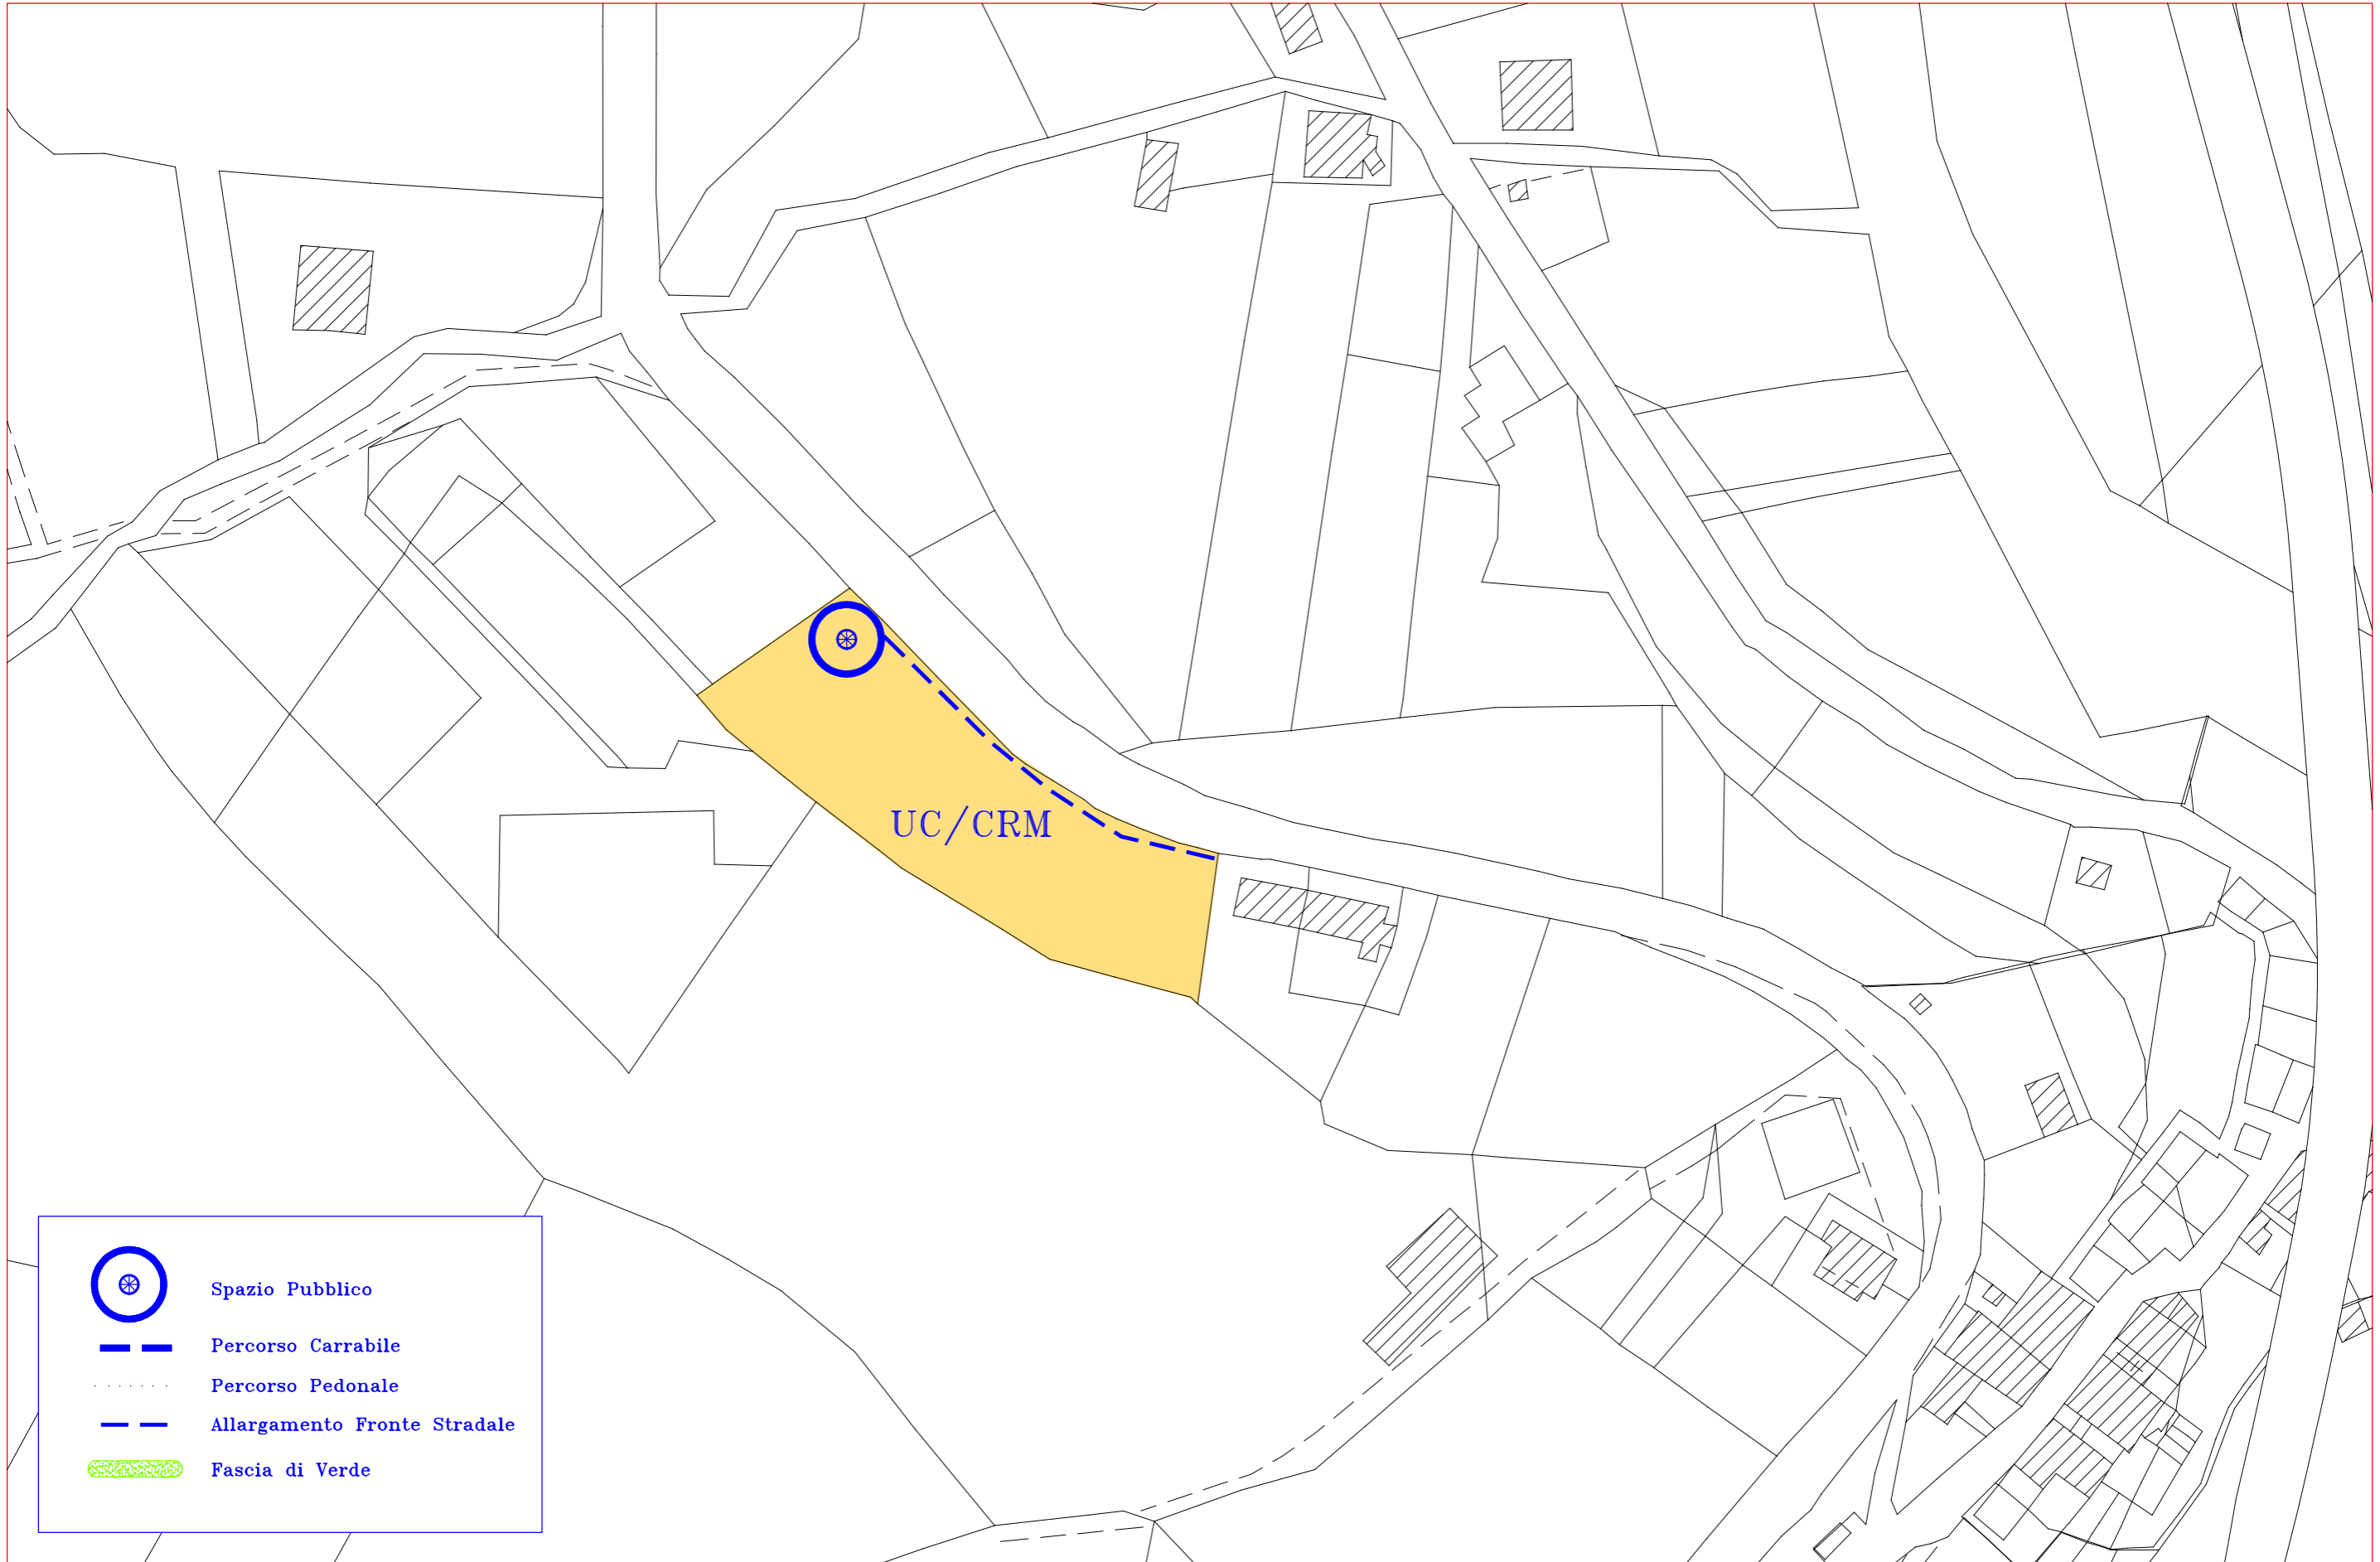 UC/CRM
Spazio Pubblico
Percorso Carrabile
Percorso Pedonale
Allargamento Fronte Stradale
Fascia di Verde